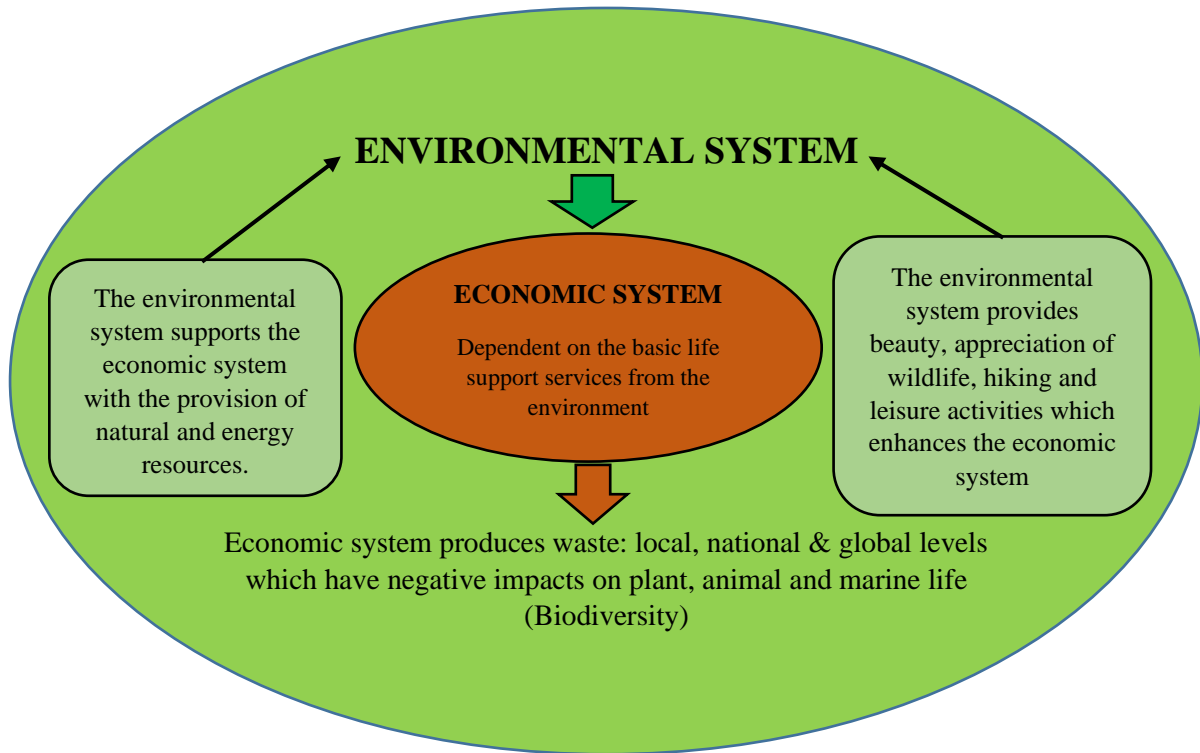 ENVIRONMENTAL SYSTEM
The environmental
system supports the
economic system
with the provision of
natural and energy
resources.
ECONOMIC SYSTEM
Dependent on the basic life
support services from the
environment
The environmental
system provides
beauty, appreciation of
wildlife, hiking and
leisure activities which
enhances the economic
system
Economic system produces waste: local, national & global levels
which have negative impacts on plant, animal and marine life
(Biodiversity)